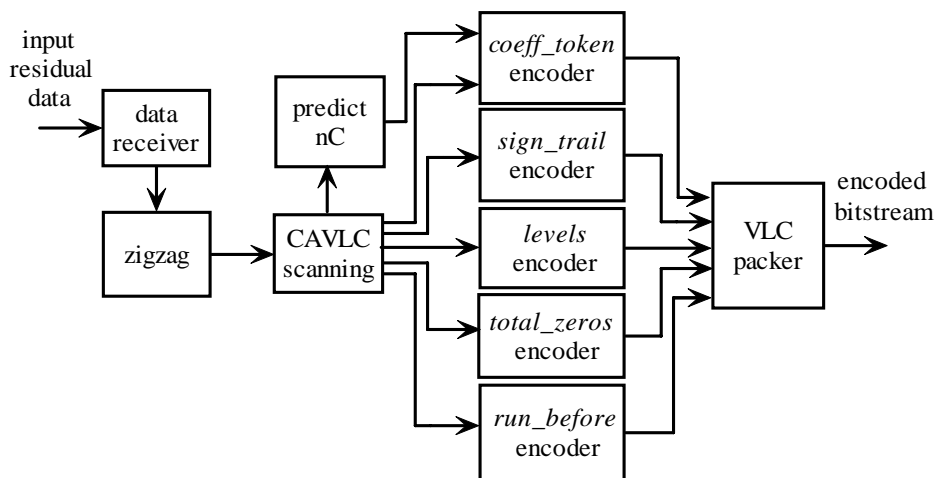 input
residual
data
data
receiver
zigzag
predict
nC
CAVLC
scanning
coeff_token
encoder
sign_trail
encoder
levels
encoder
total_zeros
encoder
run_before
encoder
VLC
packer
encoded
bitstream